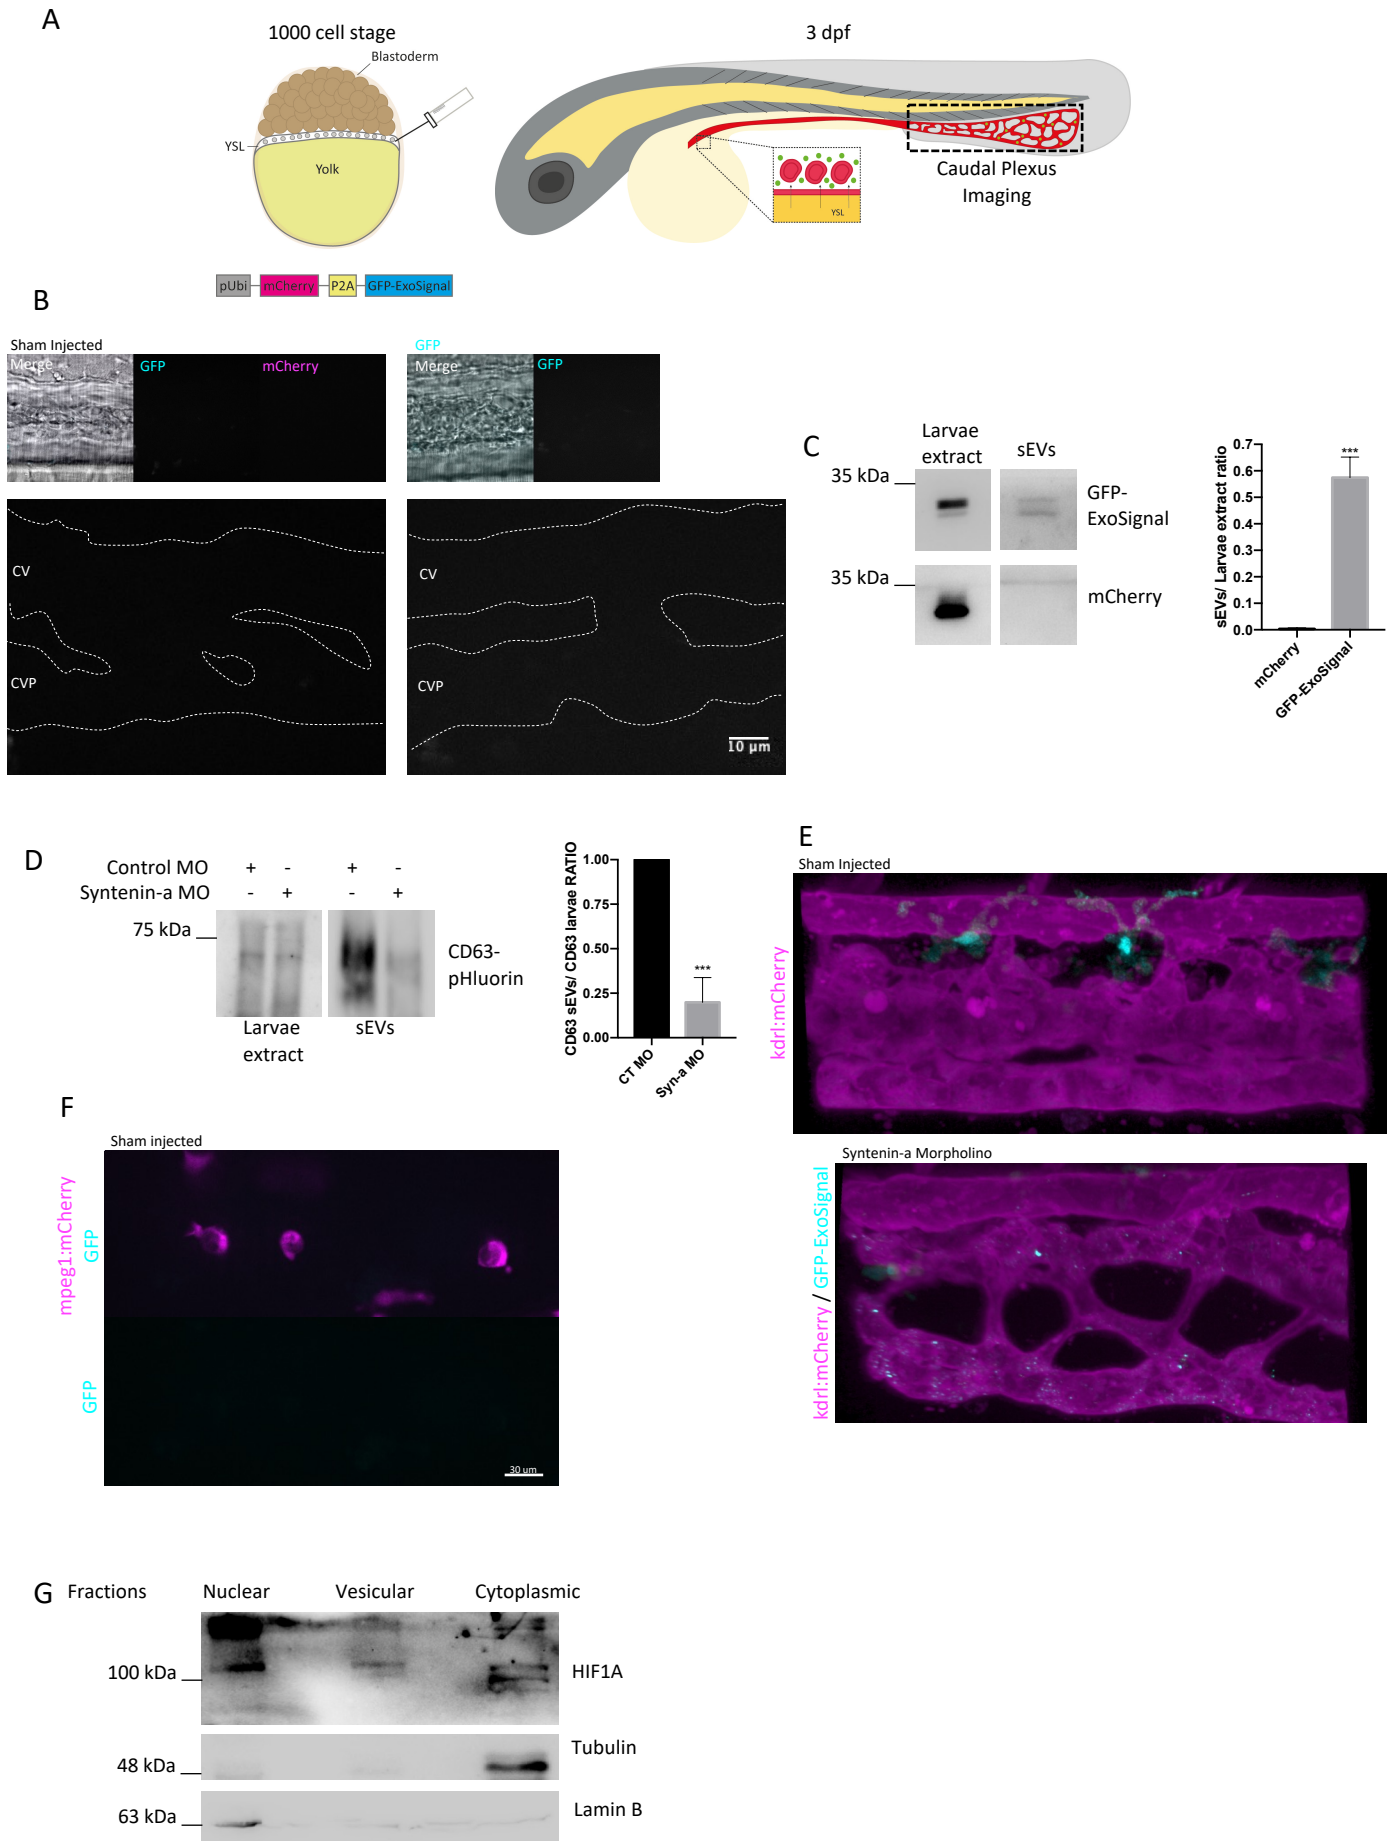 A
1000 cell stage
Blastoderm
YSL
Yolk
3 dpf
YSL
Caudal Plexus
Imaging
pUbi
mCherry
P2A
GFP-ExoSignal
B
Sham Injected
Merge
GFP
mCherry
GFP
Merge
GFP
CV
CVP
CV
CVP
10 µm
C
Larvae
extract
sEVs
35 kDa
GFP-
ExoSignal
35 kDa
mCherry
sEVs/ Larvae extract ratio
0.7
0.6
0.5
0.4
0.3
0.2
0.1
0.0
***
mCherry
GFP-ExoSignal
D
Control MO + - + -
Syntenin-a MO - + - +
75 kDa
CD63-
pHluorin
Larvae
extract
sEVs
CD63 sEVs/ CD63 larvae RATIO
1.00
0.75
0.50
0.25
0.00
***
CT MO
Syn-a MO
E
Sham Injected
kdrl:mCherry
Syntenin-a Morpholino
kdrl:mCherry / GFP-ExoSignal
F
Sham injected
mpeg1:mCherry
GFP
GFP
30 um
G
Fractions
Nuclear
Vesicular
Cytoplasmic
100 kDa
HIF1A
48 kDa
Tubulin
63 kDa
Lamin B